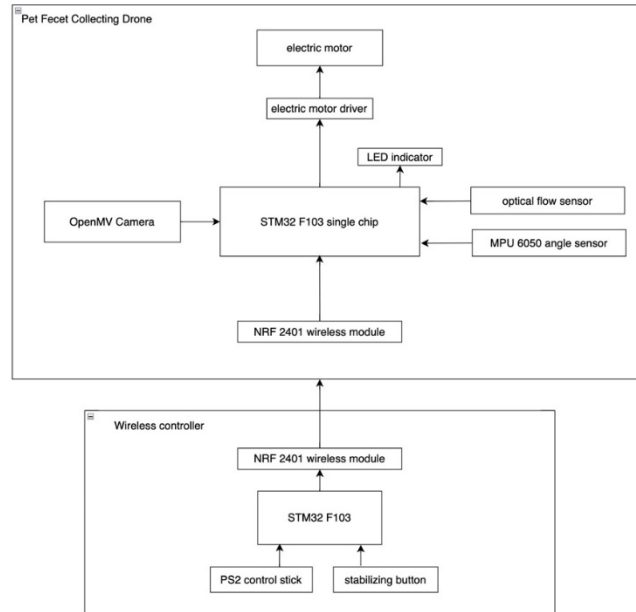 Pet Fecet Collecting Drone
electric motor
electric motor driver
LED indicator
OpenMV Camera
STM32 F103 single chip
optical flow sensor
MPU 6050 angle sensor
NRF 2401 wireless module
Wireless controller
NRF 2401 wireless module
STM32 F103
PS2 control stick
stabilizing button